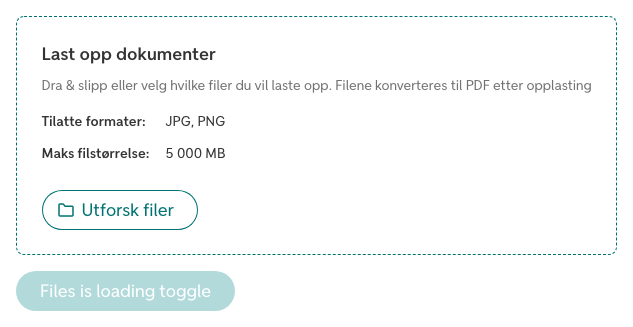 Last opp dokumenter
Dra & slipp eller velg hvilke filer du vil laste opp. Filene konverteres til PDF etter opplasting
Tilatte formater: JPG, PNG
Maks filstørrelse: 5 000 MB
Utforsk filer
Files is loading toggle